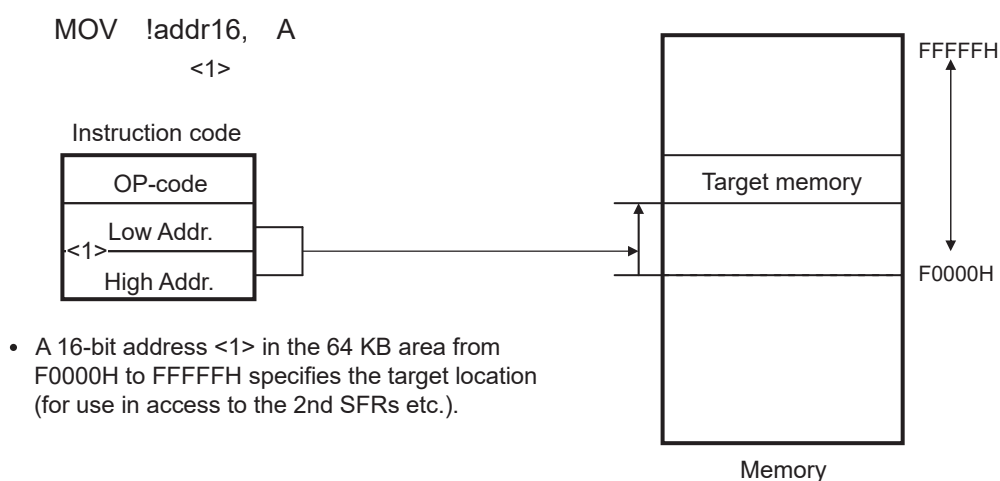 MOV !addr16, A
<1>
Instruction code
OP-code
Low Addr.
<1>
High Addr.
FFFFFH
Target memory
F0000H
Memory
• A 16-bit address <1> in the 64 KB area from
F0000H to FFFFFH specifies the target location
(for use in access to the 2nd SFRs etc.).